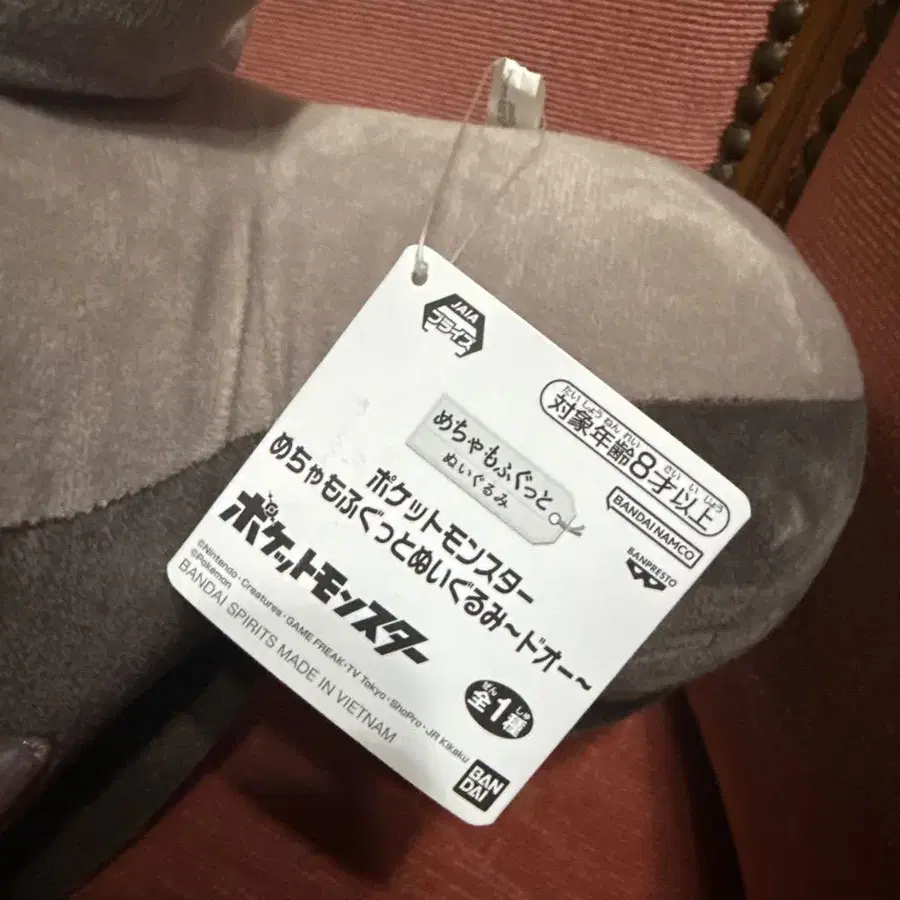 JAIA
プライズ
たいしょうねんれい さいいじょう
対象年齢8才以上
めちゃもふぐっと
ぬいぐるみ
BANDAI NAMCO
BANPRESTO
ポケットモンスター
めちゃもふぐっとぬいぐるみ～ドオー～
ポケットモンスター
ぜん しゅ
全1種
©Nintendo・Creatures・GAME FREAK・TV Tokyo・ShoPro・JR Kikaku
©Pokémon
BANDAI SPIRITS MADE IN VIETNAM
BAN
DAI